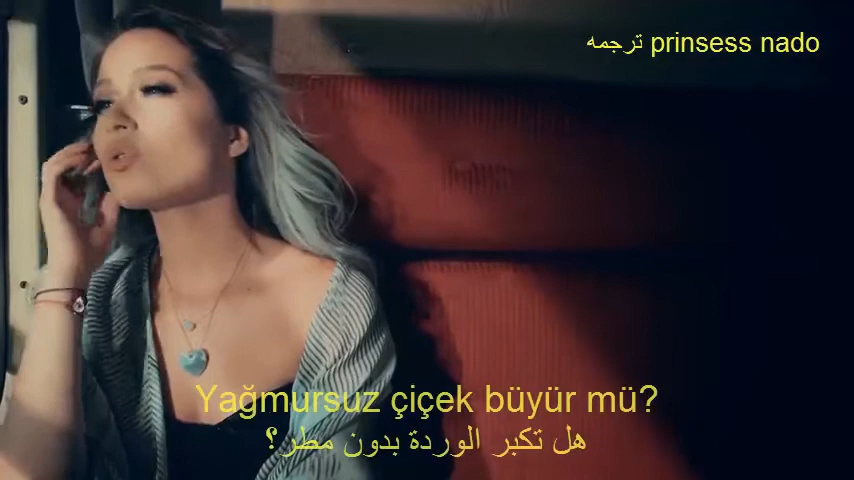 ترجمه prinsess nado
Yağmursuz çiçek büyür mü?
هل تكبر الوردة بدون مطر؟